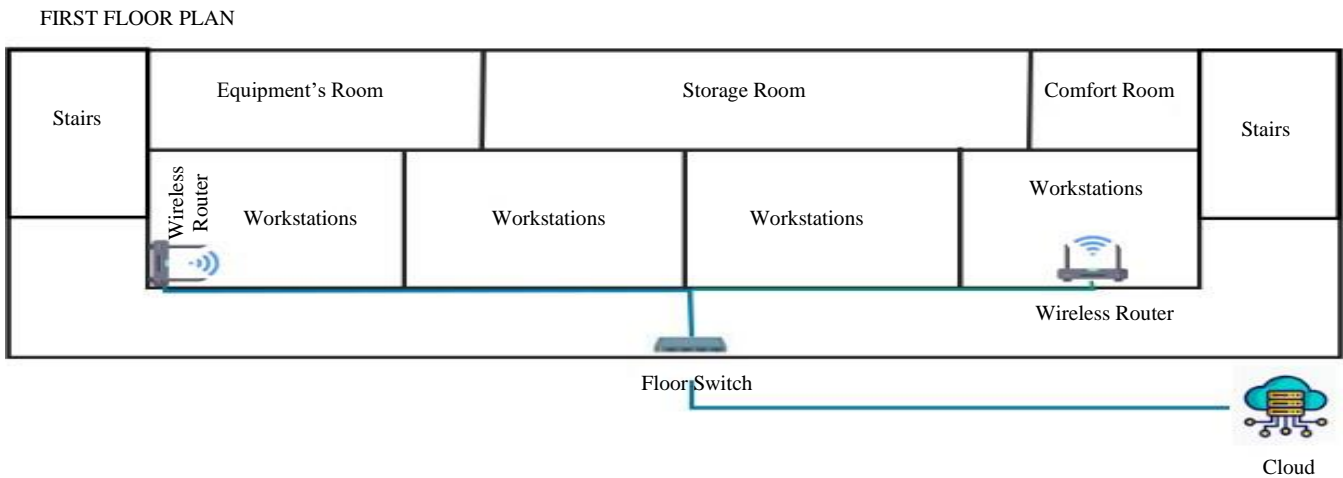 FIRST FLOOR PLAN
Stairs
Equipment’s Room
Storage Room
Comfort Room
Stairs
Wireless
Router
Workstations
Workstations
Workstations
Workstations
Wireless Router
Floor Switch
Cloud